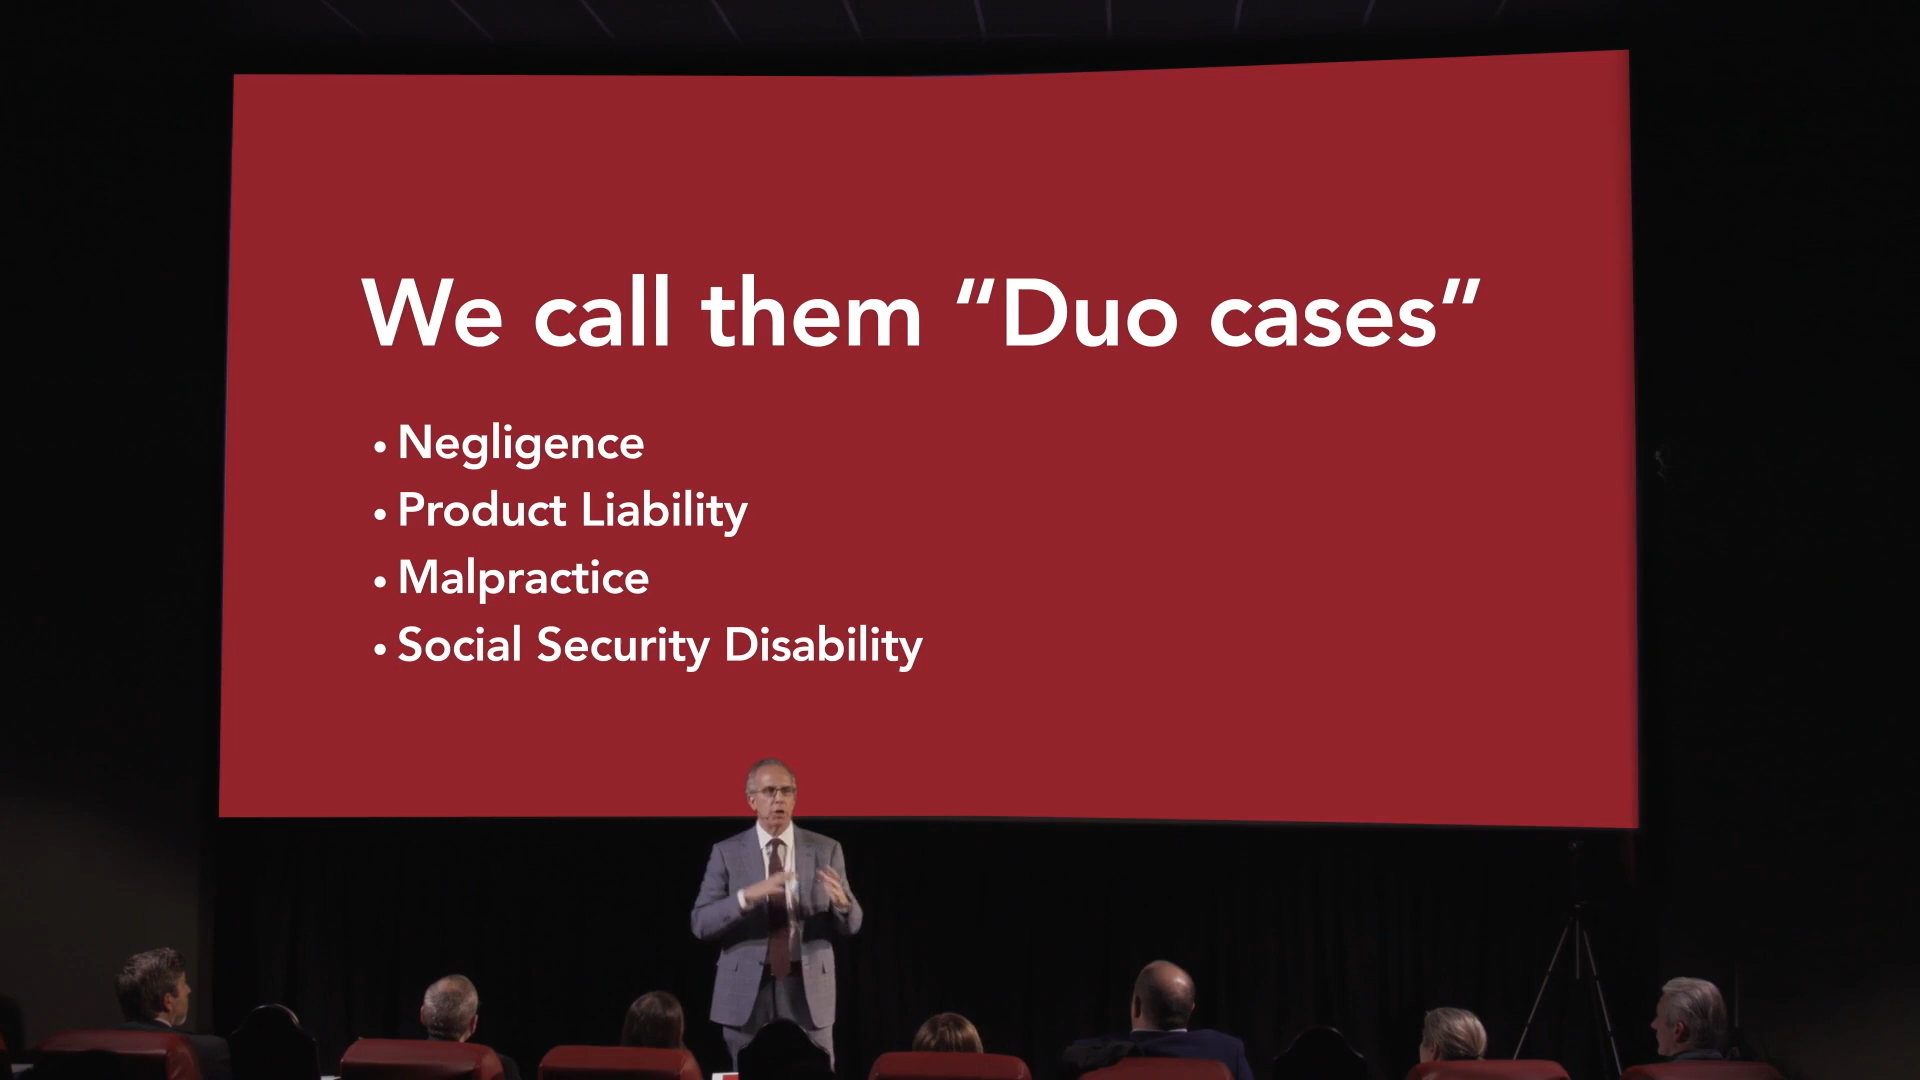 We call them “Duo cases”
• Negligence
• Product Liability
• Malpractice
• Social Security Disability